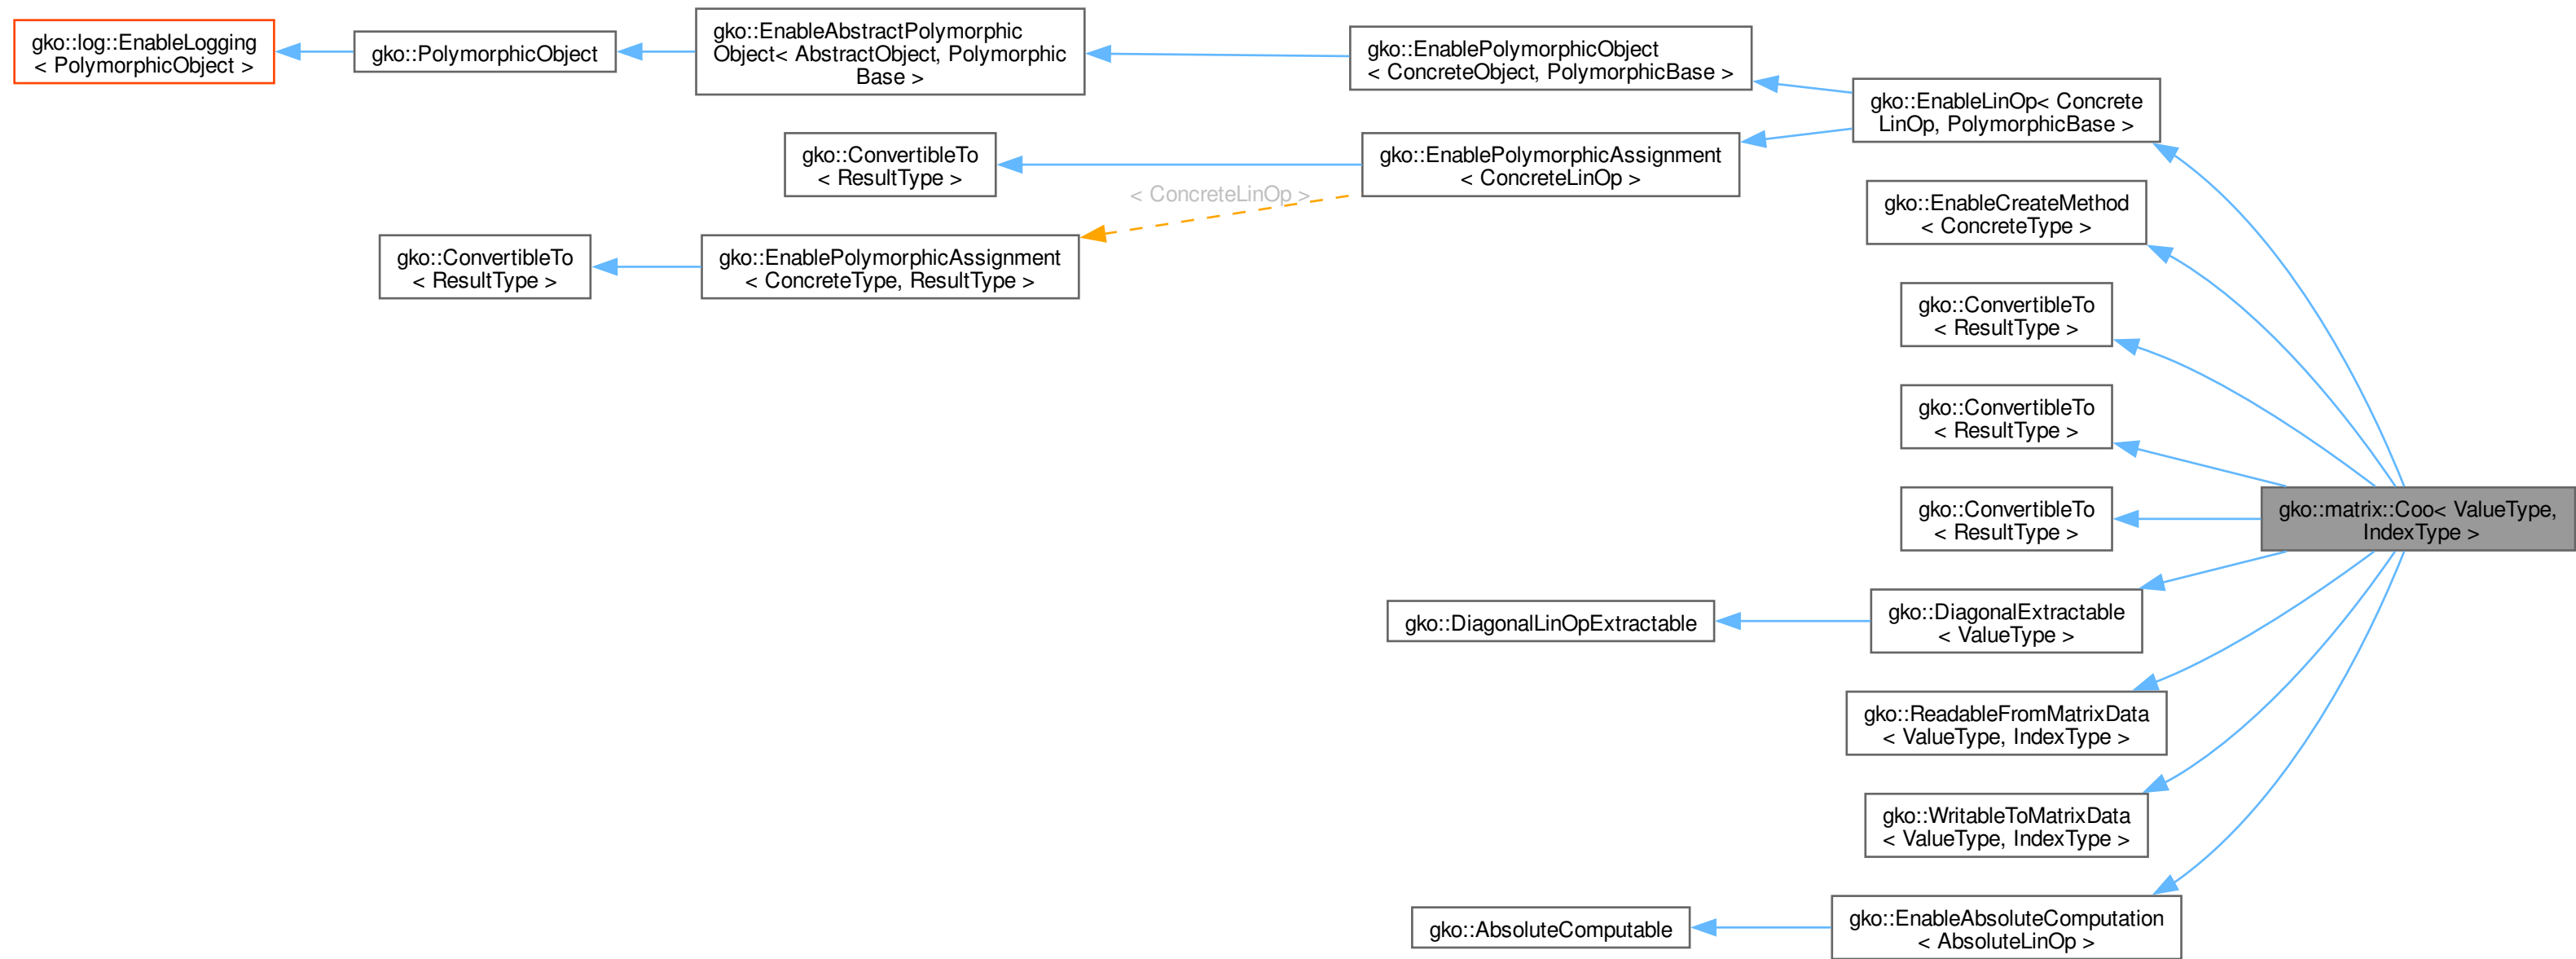 gko::log::EnableLogging
< PolymorphicObject >
gko::PolymorphicObject
gko::EnableAbstractPolymorphic
Object< AbstractObject, Polymorphic
Base >
gko::EnablePolymorphicObject
< ConcreteObject, PolymorphicBase >
gko::EnableLinOp< Concrete
LinOp, PolymorphicBase >
gko::ConvertibleTo
< ResultType >
gko::EnablePolymorphicAssignment
< ConcreteLinOp >
< ConcreteLinOp >
gko::ConvertibleTo
< ResultType >
gko::EnablePolymorphicAssignment
< ConcreteType, ResultType >
gko::EnableCreateMethod
< ConcreteType >
gko::ConvertibleTo
< ResultType >
gko::ConvertibleTo
< ResultType >
gko::ConvertibleTo
< ResultType >
gko::matrix::Coo< ValueType,
IndexType >
gko::DiagonalLinOpExtractable
gko::DiagonalExtractable
< ValueType >
gko::ReadableFromMatrixData
< ValueType, IndexType >
gko::WritableToMatrixData
< ValueType, IndexType >
gko::AbsoluteComputable
gko::EnableAbsoluteComputation
< AbsoluteLinOp >